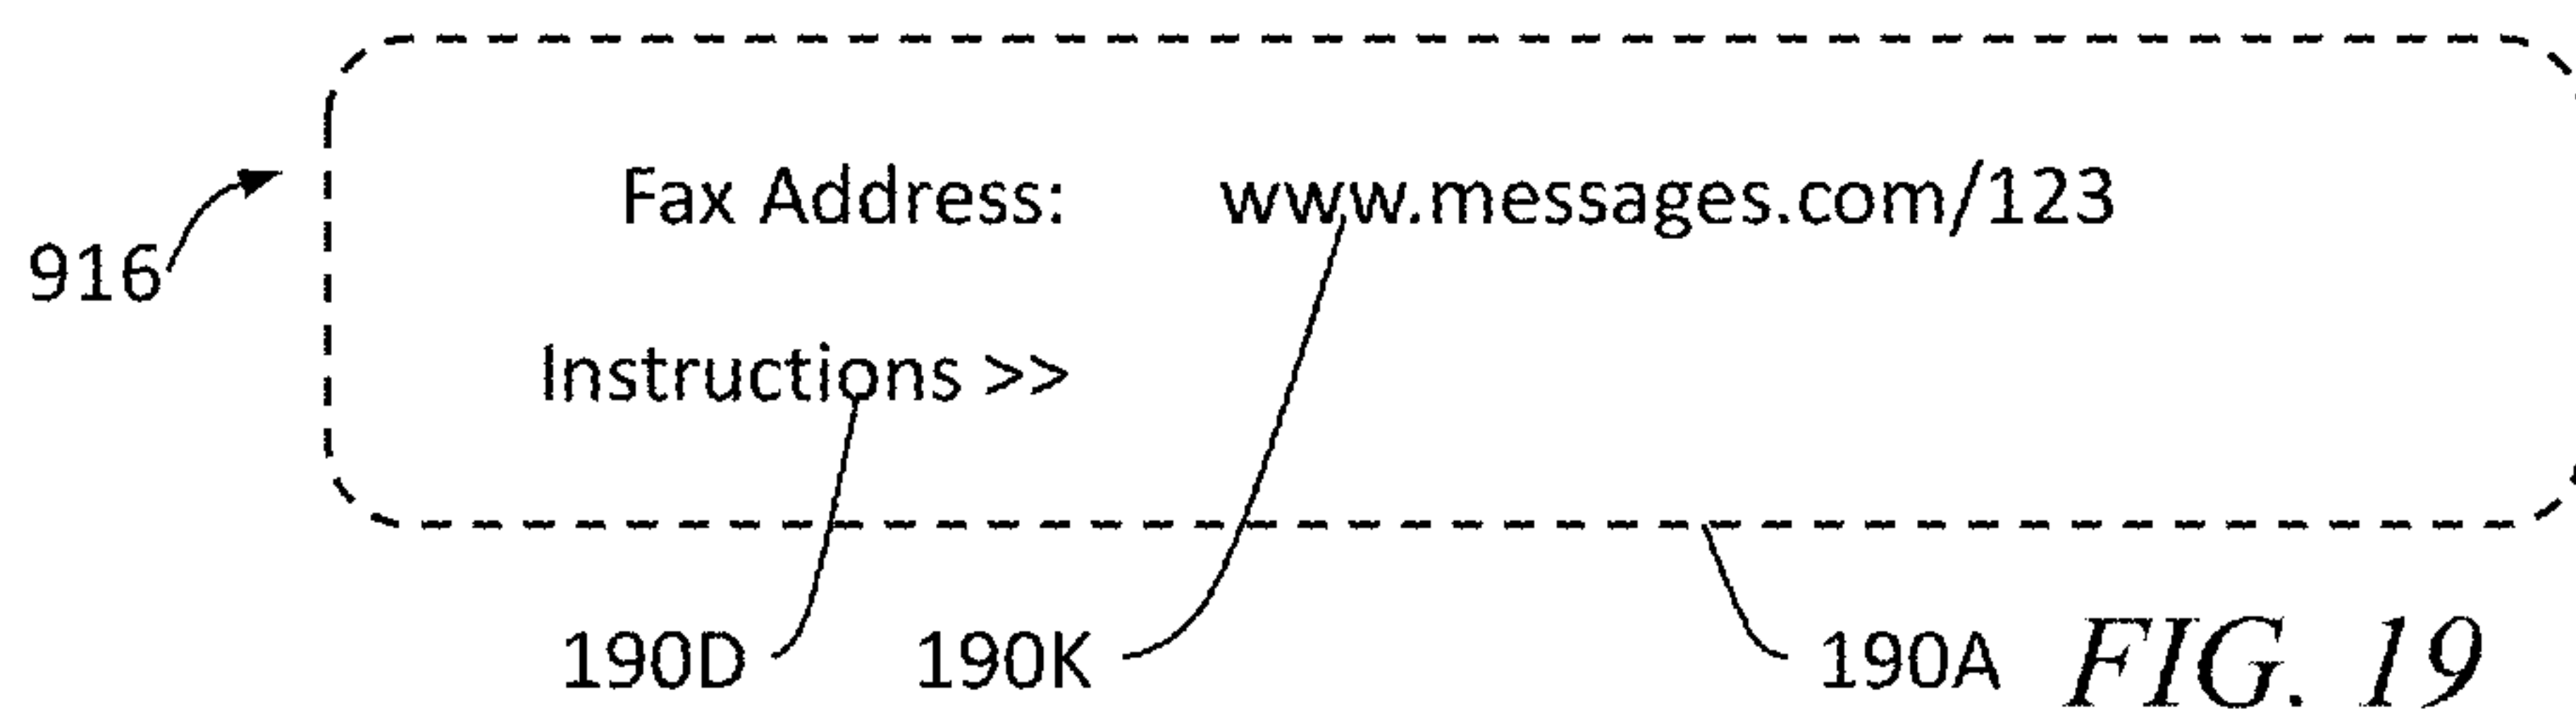 Fax Address: www.messages.com/123
916
Instructions >>
190D 190K 190A FIG. 19